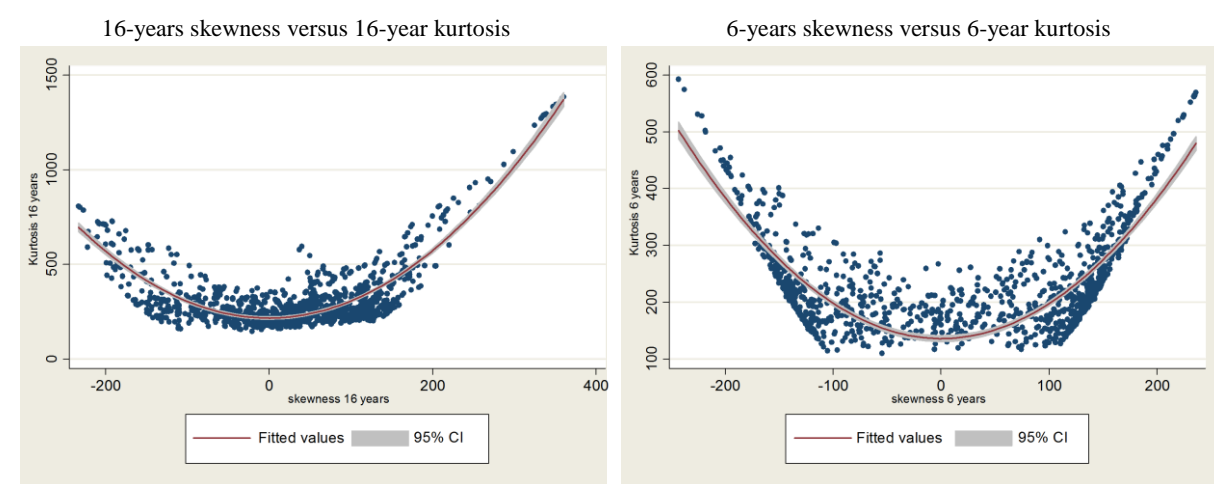 16-years skewness versus 16-year kurtosis
Kurtosis 16 years
1500
1000
500
0
-200 0 200 400
skewness 16 years
Fitted values 95% CI
6-years skewness versus 6-year kurtosis
Kurtosis 6 years
600
500
400
300
200
100
-200 -100 0 100 200
skewness 6 years
Fitted values 95% CI